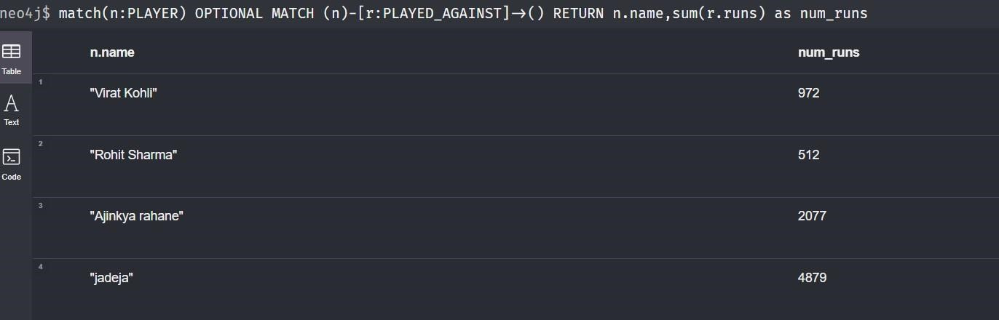 neo4j$ match(n:PLAYER) OPTIONAL MATCH (n)-[r:PLAYED_AGAINST]→() RETURN n.name,sum(r.runs) as num_runs
Table
n.name num_runs
1
"Virat Kohli" 972
A
Text
2
"Rohit Sharma" 512
Code
3
"Ajinkya rahane" 2077
4
"jadeja" 4879